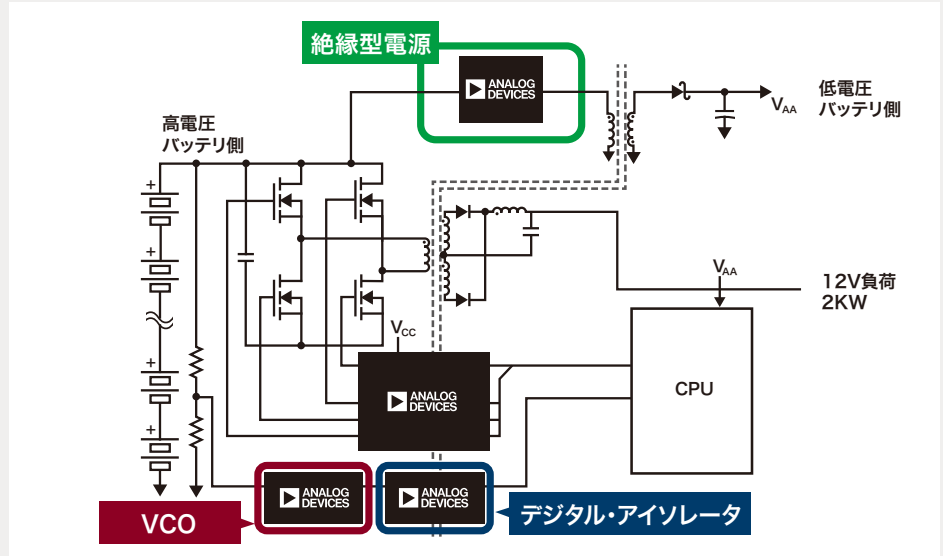 絶縁型電源
ANALOG
DEVICES
VAA
低電圧
バッテリ側
高電圧
バッテリ側
+
+
+
+
VCC
VAA
12V負荷
2KW
ANALOG
DEVICES
CPU
ANALOG
DEVICES
ANALOG
DEVICES
VCO
デジタル・アイソレータ